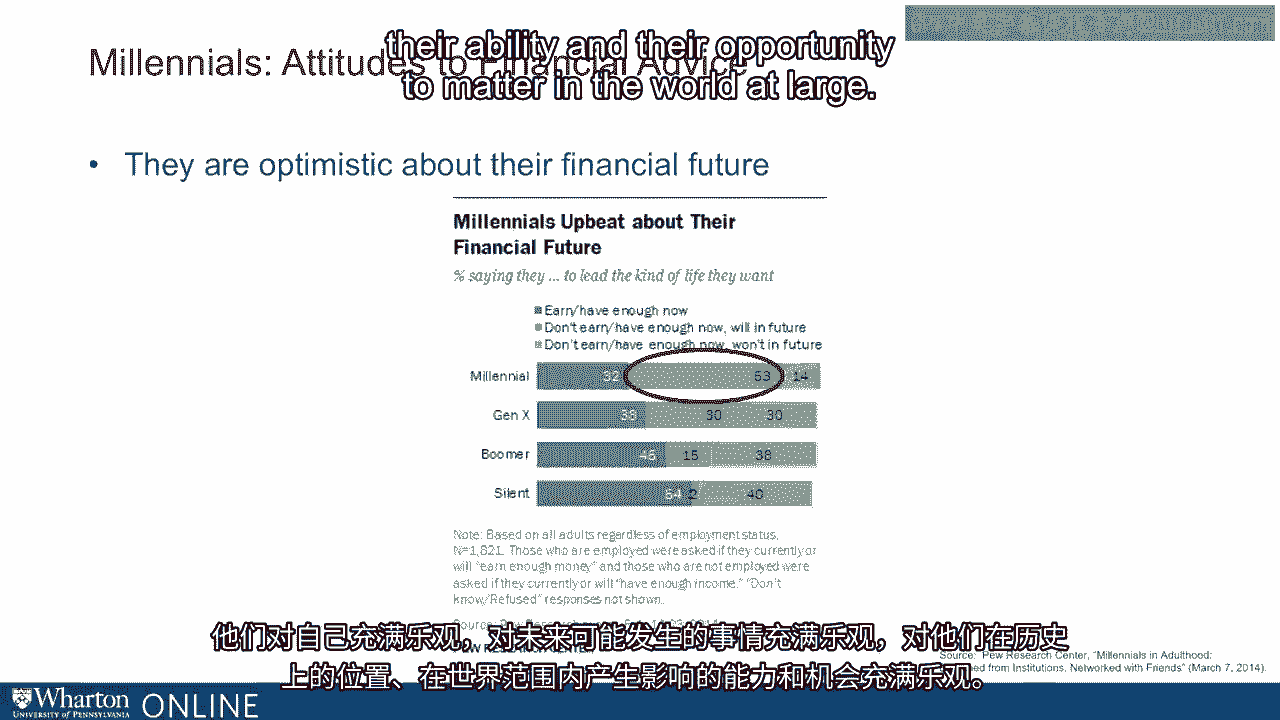 their ability and their opportunity
to matter in the world at large.
Millennials: Attitudes to Financial Advice
• They are optimistic about their financial future
Millennials Upbeat about Their
Financial Future
% saying they ... to lead the kind of life they want
Earn/have enough now
Don't earn/have enough now, will in future
Don't earn/have enough now, won't in future
Millennial 32 53 14
Gen X 30 30
Boomer 15 38
Silent 2 40
Note: Based on all adults regardless of employment status.
N=1,821. Those who are employed were asked if they currently or
will "earn enough money" and those who are not employed were
asked if they currently or will "have enough income." "Don't
know/Refused" responses not shown.
他们对自己充满乐观，对未来可能发生的事情充满乐观，对他们在历史
上的位置、在世界范围内产生影响的能力和机会充满乐观。
Source: Pew Research Center, "Millennials in Adulthood:
from Institutions, Networked with Friends" (March 7, 2014).
Wharton
UNIVERSITY of PENNSYLVANIA
ONLINE